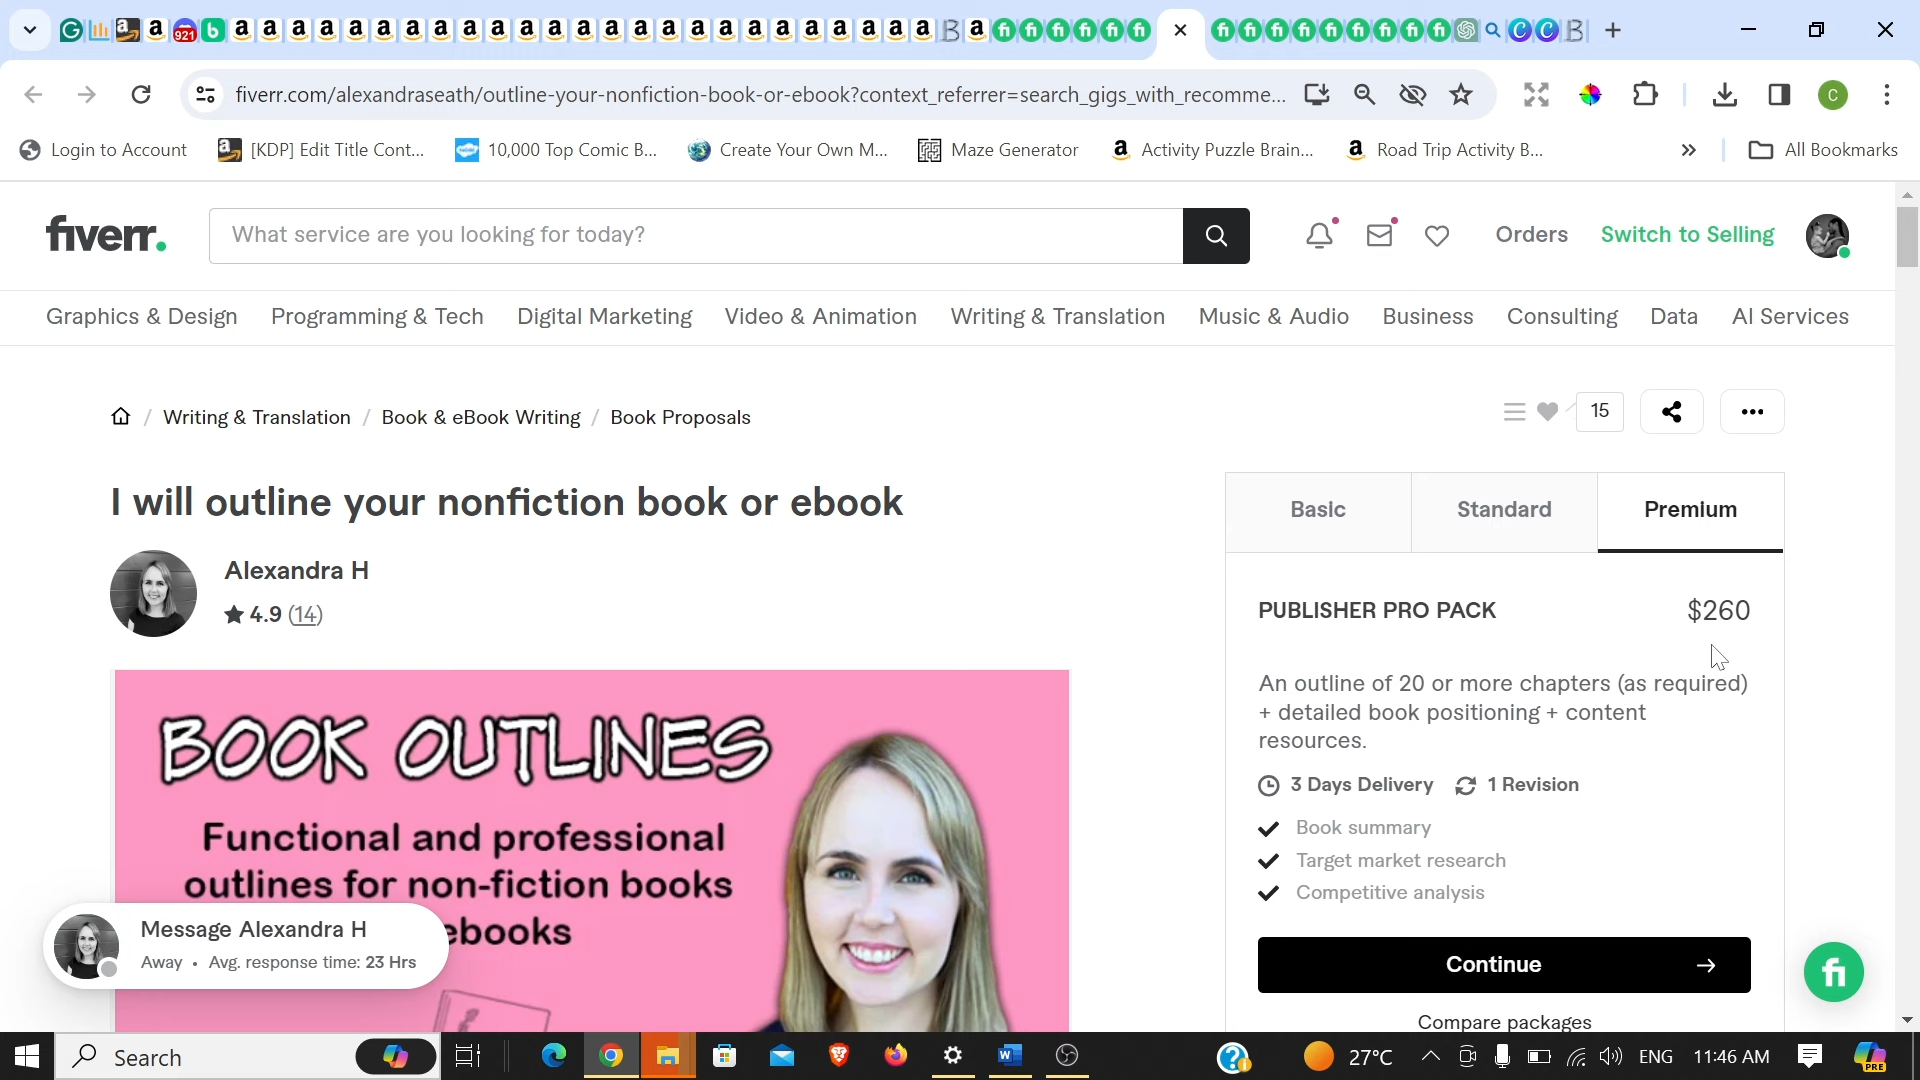 921
fiverr.com/alexandraseath/outline-your-nonfiction-book-or-ebook?context_referrer=search_gigs_with_recomme...
C
Login to Account
[KDP] Edit Title Cont...
10,000 Top Comic B...
Create Your Own M...
Maze Generator
Activity Puzzle Brain...
Road Trip Activity B...
All Bookmarks
fiverr.
What service are you looking for today?
Orders
Switch to Selling
Graphics & Design
Programming & Tech
Digital Marketing
Video & Animation
Writing & Translation
Music & Audio
Business
Consulting
Data
AI Services
/ Writing & Translation / Book & eBook Writing / Book Proposals
15
I will outline your nonfiction book or ebook
Alexandra H
4.9 (14)
BOOK OUTLINES
Functional and professional
outlines for non-fiction books
ebooks
Message Alexandra H
Away • Avg. response time: 23 Hrs
Basic
Standard
Premium
PUBLISHER PRO PACK
$260
An outline of 20 or more chapters (as required)
+ detailed book positioning + content
resources.
3 Days Delivery
1 Revision
Book summary
Target market research
Competitive analysis
Continue
Compare packages
fi
Search
27°C
ENG
11:46 AM
PRE